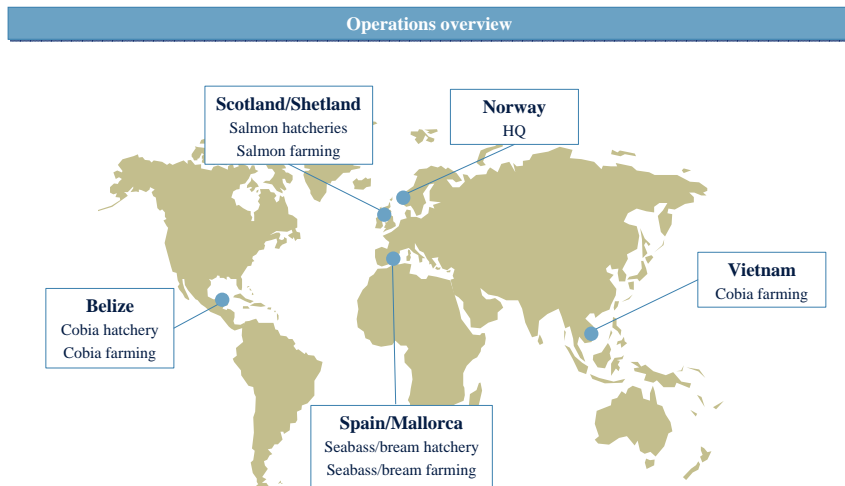 Operations overview
Scotland/Shetland
Salmon hatcheries
Salmon farming
Norway
HQ
Vietnam
Cobia farming
Belize
Cobia hatchery
Cobia farming
Spain/Mallorca
Seabass/bream hatchery
Seabass/bream farming